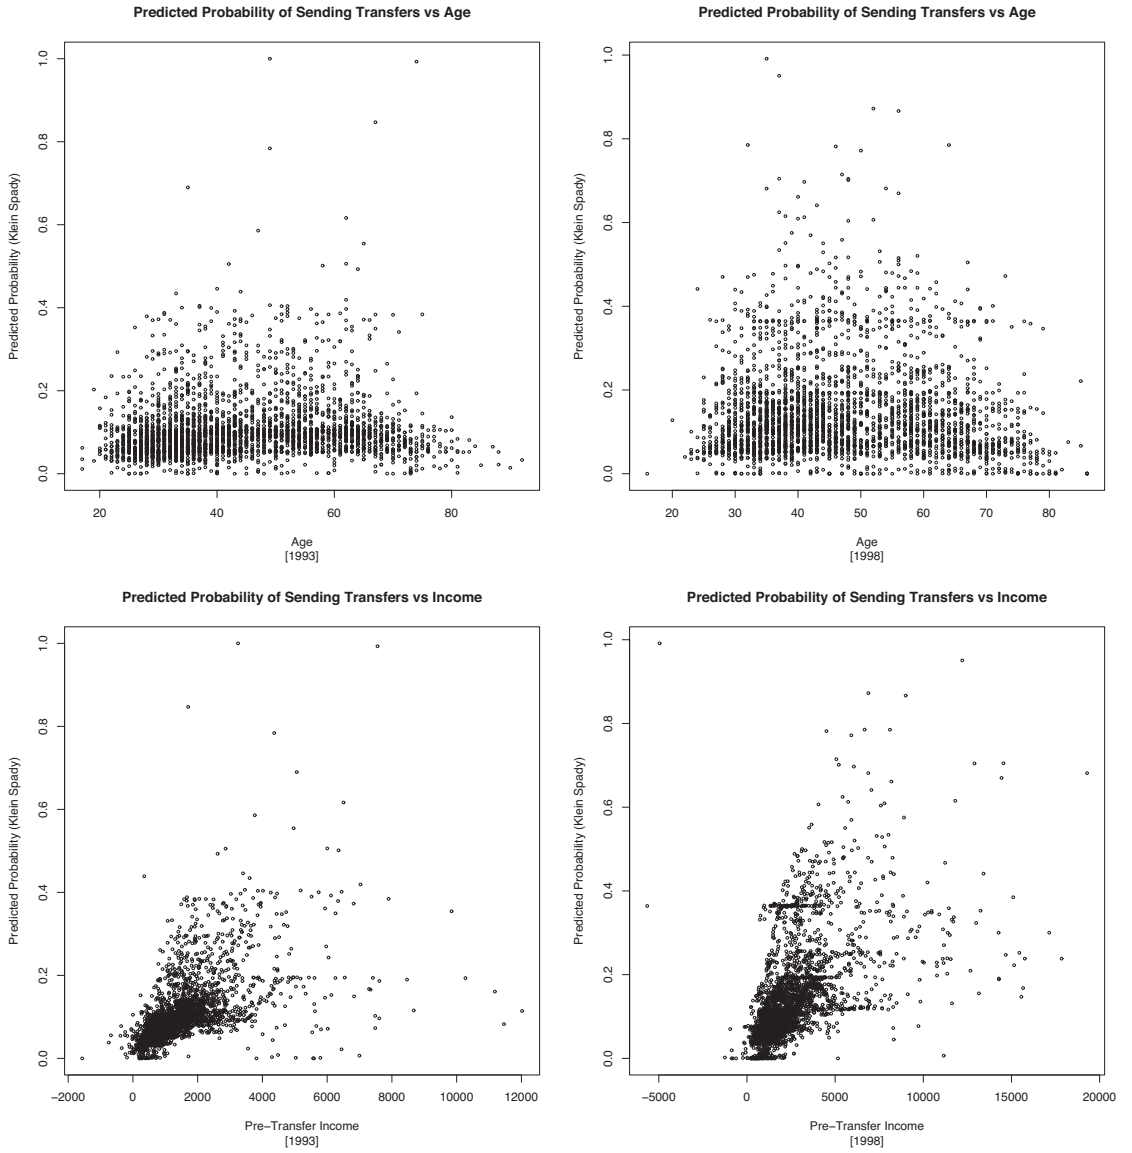 Predicted Probability of Sending Transfers vs Age
Predicted Probability (Klein Spady)
1.0
0.8
0.6
0.4
0.2
0.0
20 40 60 80
Age
[1993]
Predicted Probability of Sending Transfers vs Age
Predicted Probability (Klein Spady)
1.0
0.8
0.6
0.4
0.2
0.0
20 30 40 50 60 70 80
Age
[1998]
Predicted Probability of Sending Transfers vs Income
Predicted Probability (Klein Spady)
1.0
0.8
0.6
0.4
0.2
0.0
−2000 0 2000 4000 6000 8000 10000 12000
Pre−Transfer Income
[1993]
Predicted Probability of Sending Transfers vs Income
Predicted Probability (Klein Spady)
1.0
0.8
0.6
0.4
0.2
0.0
−5000 0 5000 10000 15000 20000
Pre−Transfer Income
[1998]